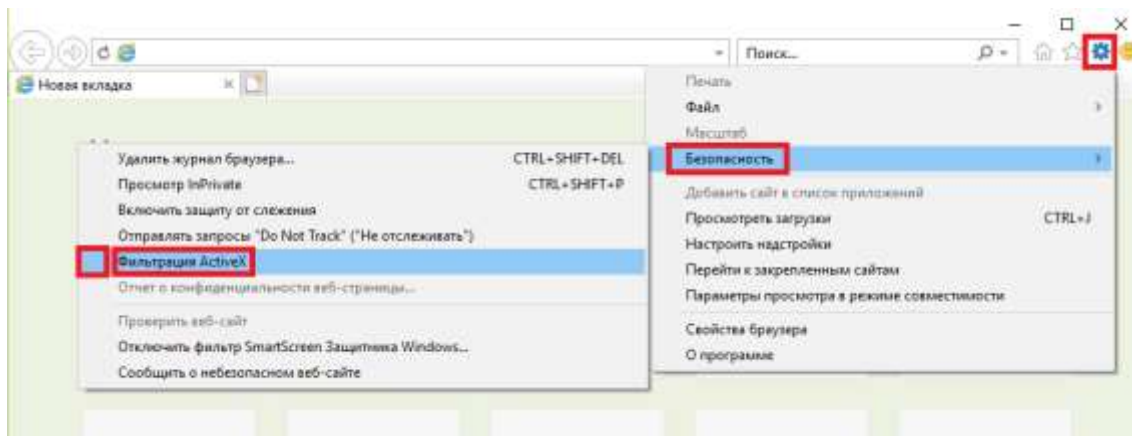 Поиск...
Новая вкладка
Печать
Файл
Масштаб
Безопасность
Добавить сайт в список приложений
Просмотреть загрузки CTRL+J
Настроить надстройки
Перейти к закрепленным сайтам
Параметры просмотра в режиме совместимости
Свойства браузера
О программе
Удалить журнал браузера... CTRL+SHIFT+DEL
Просмотр InPrivate CTRL+SHIFT+P
Включить защиту от слежения
Отправлять запросы "Do Not Track" ("Не отслеживать")
Фильтрация ActiveX
Отчет о конфиденциальности веб-страницы...
Проверить веб-сайт
Отключить фильтр SmartScreen Защитника Windows...
Сообщить о небезопасном веб-сайте